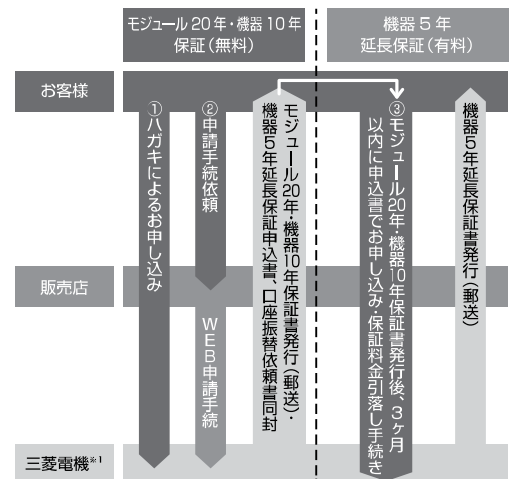 モジュール20年・機器10年
保証（無料）
機器5年
延長保証（有料）
お客様
販売店
三菱電機※1
①ハガキによるお申し込み
②申請手続依頼
WEB申請手続
モジュール20年・機器10年保証書発行（郵送）・
機器5年延長保証申込書、口座振替依頼書同封
③モジュール20年・機器10年保証書発行後、3ヶ月
以内に申込書でお申し込み・保証料金引落し手続き
機器5年延長保証書発行（郵送）